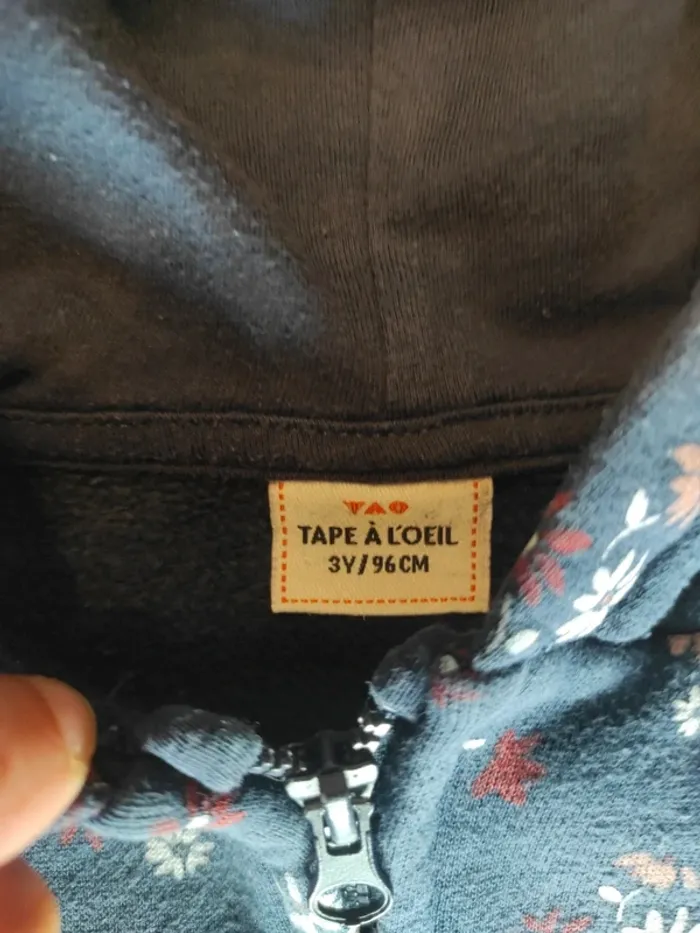 TAO
TAPE À L'OEIL
3Y/96CM